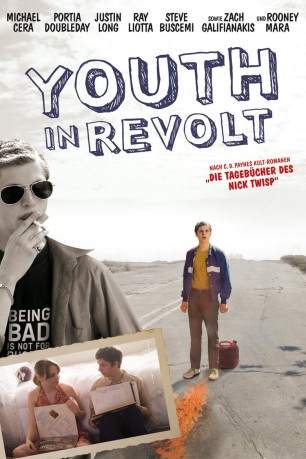 MICHAEL CERA PORTIA DOUBLEDAY JUSTIN LONG RAY LIOTTA STEVE BUSCEMI SOWIE ZACH GALIFIANAKIS UND ROONEY MARA
YOUTH
IN REVOLT
NACH C.D. PAYNES KULT-ROMANEN
„DIE TAGEBÜCHER DES
NICK TWISP"
BEING
BAD
IS NOT FOR